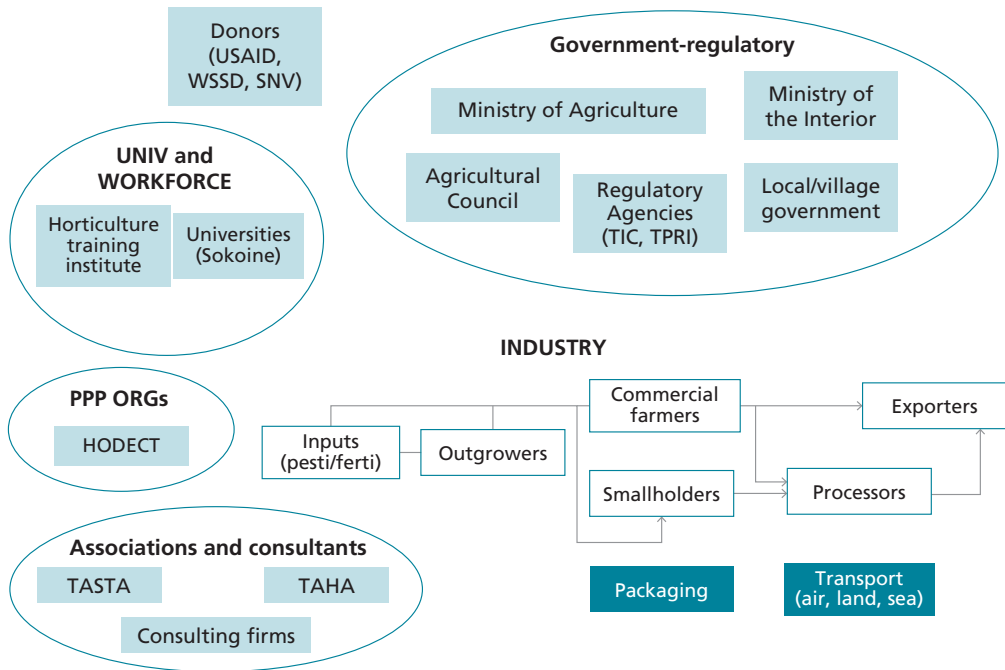 Donors
(USAID,
WSSD, SNV)
Government-regulatory
Ministry of Agriculture
Ministry of
the Interior
Agricultural
Council
Regulatory
Agencies
(TIC, TPRI)
Local/village
government
UNIV and
WORKFORCE
Horticulture
training
institute
Universities
(Sokoine)
PPP ORGs
HODECT
INDUSTRY
Inputs
(pesti/ferti)
Outgrowers
Commercial
farmers
Exporters
Smallholders
Processors
Packaging
Transport
(air, land, sea)
Associations and consultants
TASTA
TAHA
Consulting firms